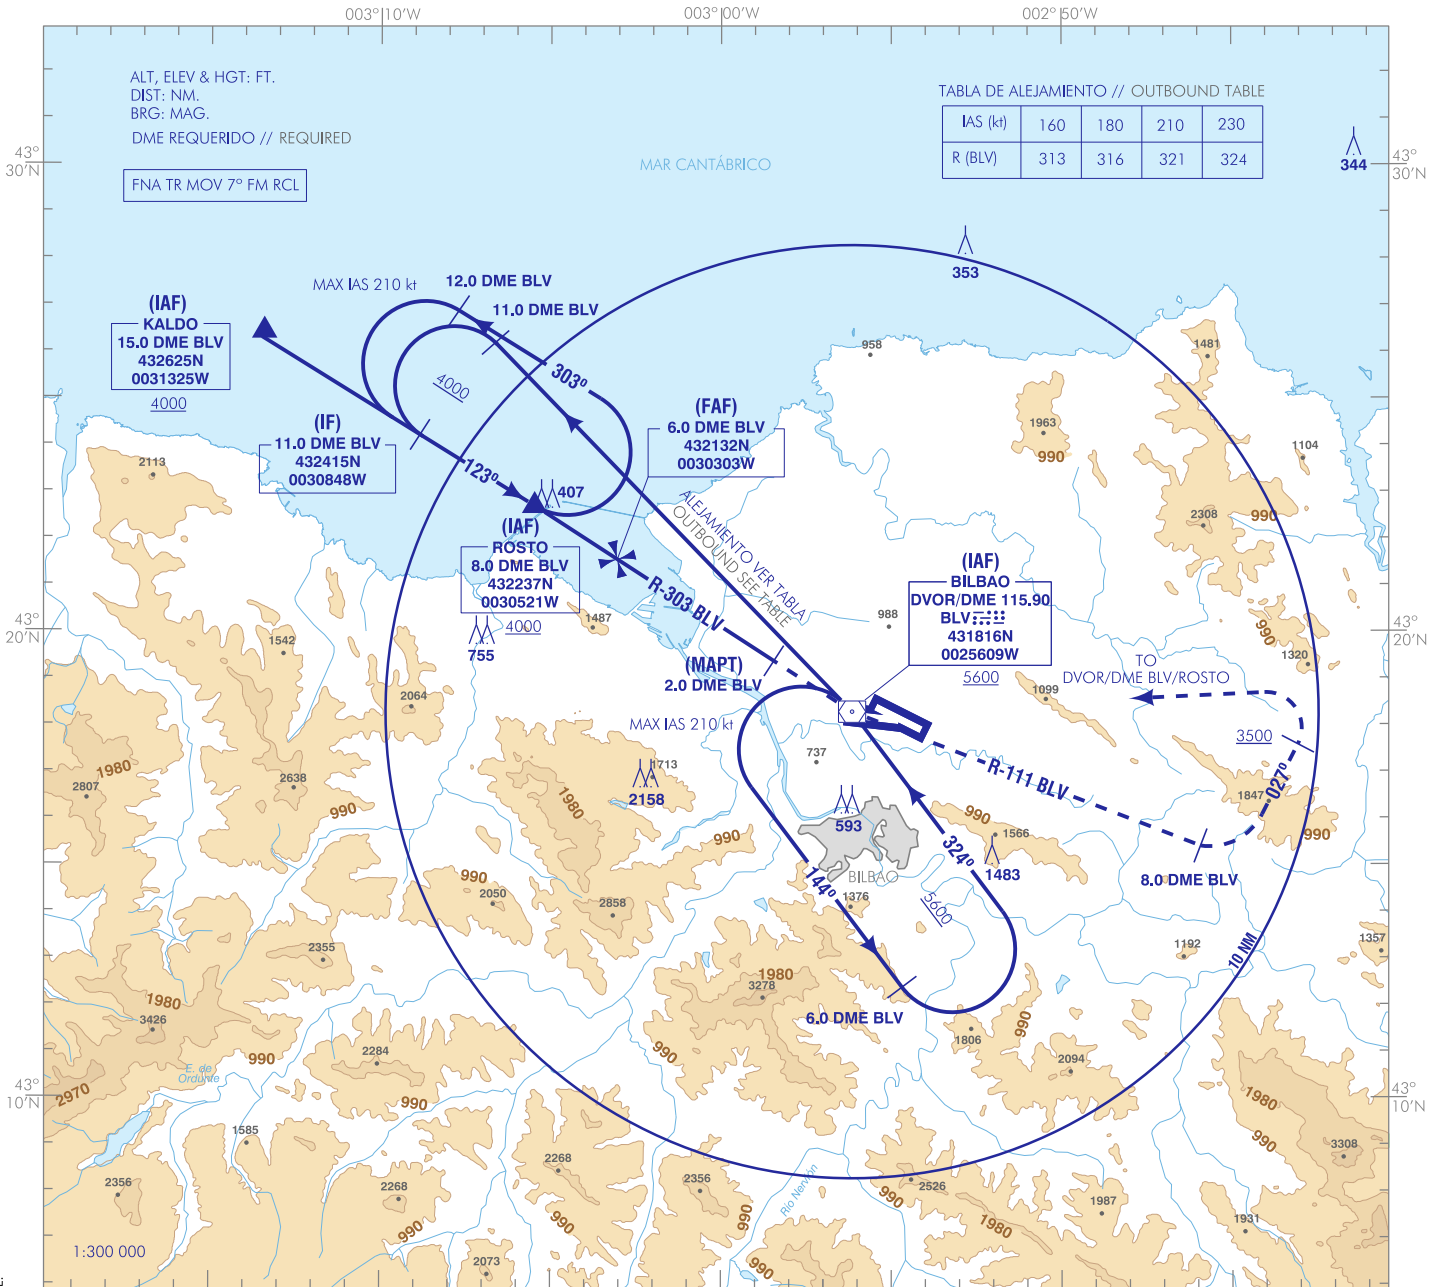 003°10'W
003°00'W
002°50'W
ALT, ELEV & HGT: FT.
DIST: NM.
BRG: MAG.
DME REQUERIDO // REQUIRED
FNA TR MOV 7° FM RCL
TABLA DE ALEJAMIENTO // OUTBOUND TABLE
IAS (kt) 160 180 210 230
R (BLV) 313 316 321 324
43°
30'N
43°
30'N
344
MAR CANTÁBRICO
353
MAX IAS 210 kt
12.0 DME BLV
11.0 DME BLV
(IAF)
KALDO
15.0 DME BLV
432625N
0031325W
4000
4000
303°
(IF)
11.0 DME BLV
432415N
0030848W
(FAF)
6.0 DME BLV
432132N
0030303W
958
1481
1963
990
1104
2113
123°
407
2308
990
(IAF)
ROSTO
8.0 DME BLV
432237N
0030521W
4000
ALEJAMIENTO VER TABLA
OUTBOUND SEE TABLE
R-303 BLV
(IAF)
BILBAO
DVOR/DME 115.90
BLV
431816N
0025609W
5600
988
1487
755
43°
20'N
43°
20'N
990
1320
1542
(MAPT)
2.0 DME BLV
TO
DVOR/DME BLV/ROSTO
1099
2064
MAX IAS 210 kt
3500
737
1713
2158
R-111 BLV
027°
1847
990
1980
2807
2638
990
1980
990
593
990
1566
324°
1483
8.0 DME BLV
BILBAO
144°
1376
5600
990
2050
2858
2355
1357
1192
10 NM
1980
3278
1980
3426
6.0 DME BLV
990
1806
2094
990
990
2284
E. de
Ordunte
2970
43°
10'N
43°
10'N
990
1980
990
1585
3308
2268
2356
2356
2268
2526
990
Río Nervión
1987
1980
1931
990
990
990
990
2073
1:300 000